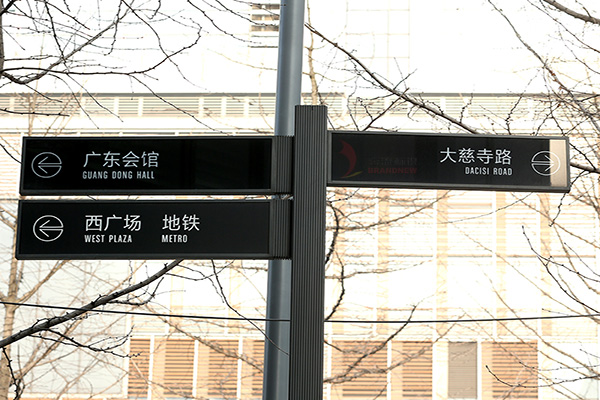 广东会馆
GUANG DONG HALL
西广场 地铁
WEST PLAZA METRO
大慈寺路
DACISI ROAD